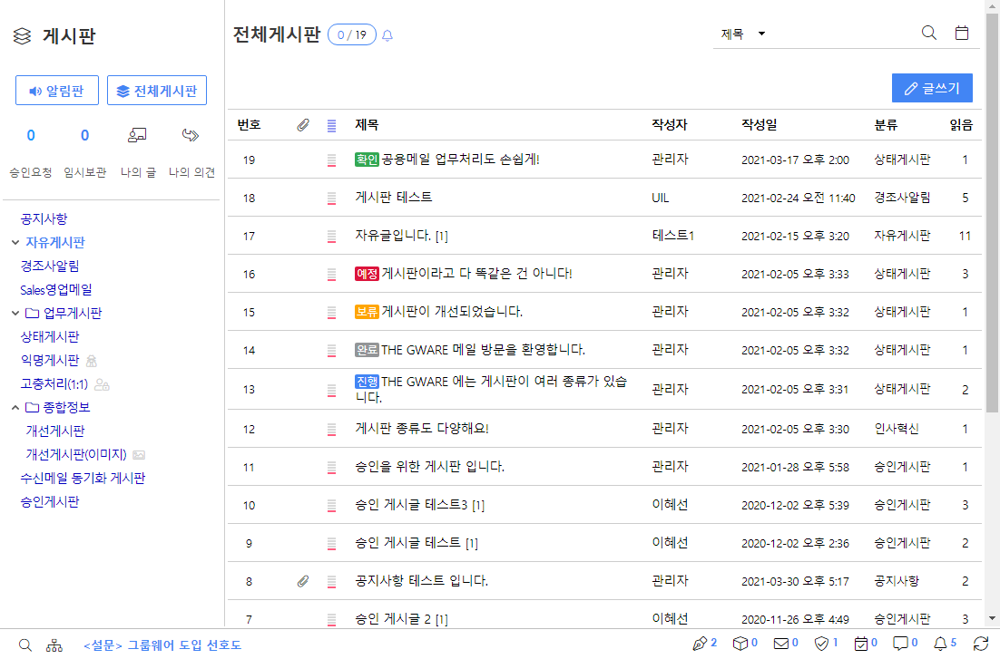 게시판
알림판 전체게시판
0 0
승인요청 임시보관 나의 글 나의 의견
공지사항
자유게시판
경조사알림
Sales영업메일
업무게시판
상태게시판
익명게시판
고충처리(1:1)
종합정보
개선게시판
개선게시판(이미지)
수신메일 동기화 게시판
승인게시판
전체게시판 0 / 19
제목
글쓰기
번호 제목 작성자 작성일 분류 읽음
19 확인 공용메일 업무처리도 손쉽게! 관리자 2021-03-17 오후 2:00 상태게시판 1
18 게시판 테스트 UIL 2021-02-24 오전 11:40 경조사알림 5
17 자유글입니다. [1] 테스트1 2021-02-15 오후 3:20 자유게시판 11
16 예정 게시판이라고 다 똑같은 건 아니다! 관리자 2021-02-05 오후 3:33 상태게시판 3
15 보류 게시판이 개선되었습니다. 관리자 2021-02-05 오후 3:32 상태게시판 1
14 완료 THE GWARE 메일 방문을 환영합니다. 관리자 2021-02-05 오후 3:32 상태게시판 1
13 진행 THE GWARE 에는 게시판이 여러 종류가 있습
니다. 관리자 2021-02-05 오후 3:31 상태게시판 2
12 게시판 종류도 다양해요! 관리자 2021-02-05 오후 3:30 인사혁신 1
11 승인을 위한 게시판 입니다. 관리자 2021-01-28 오후 5:58 승인게시판 1
10 승인 게시글 테스트3 [1] 이혜선 2020-12-02 오후 5:39 승인게시판 3
9 승인 게시글 테스트 [1] 이혜선 2020-12-02 오후 2:36 승인게시판 2
8 공지사항 테스트 입니다. 관리자 2021-03-30 오후 5:17 공지사항 2
7 승인 게시글 2 [1] 이혜선 2020-11-26 오후 4:49 승인게시판 3
<설문> 그룹웨어 도입 선호도 2 0 0 1 0 0 5